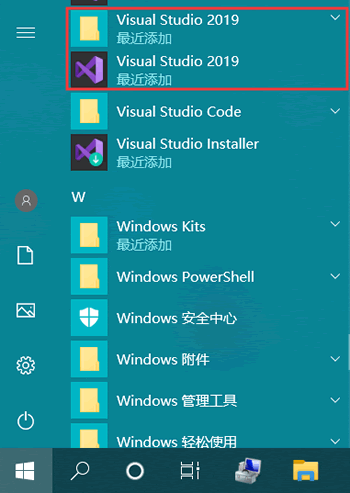 Visual Studio 2019
最近添加
Visual Studio 2019
最近添加
Visual Studio Code
Visual Studio Installer
最近添加
W
Windows Kits
最近添加
Windows PowerShell
Windows 安全中心
Windows 附件
Windows 管理工具
Windows 轻松使用